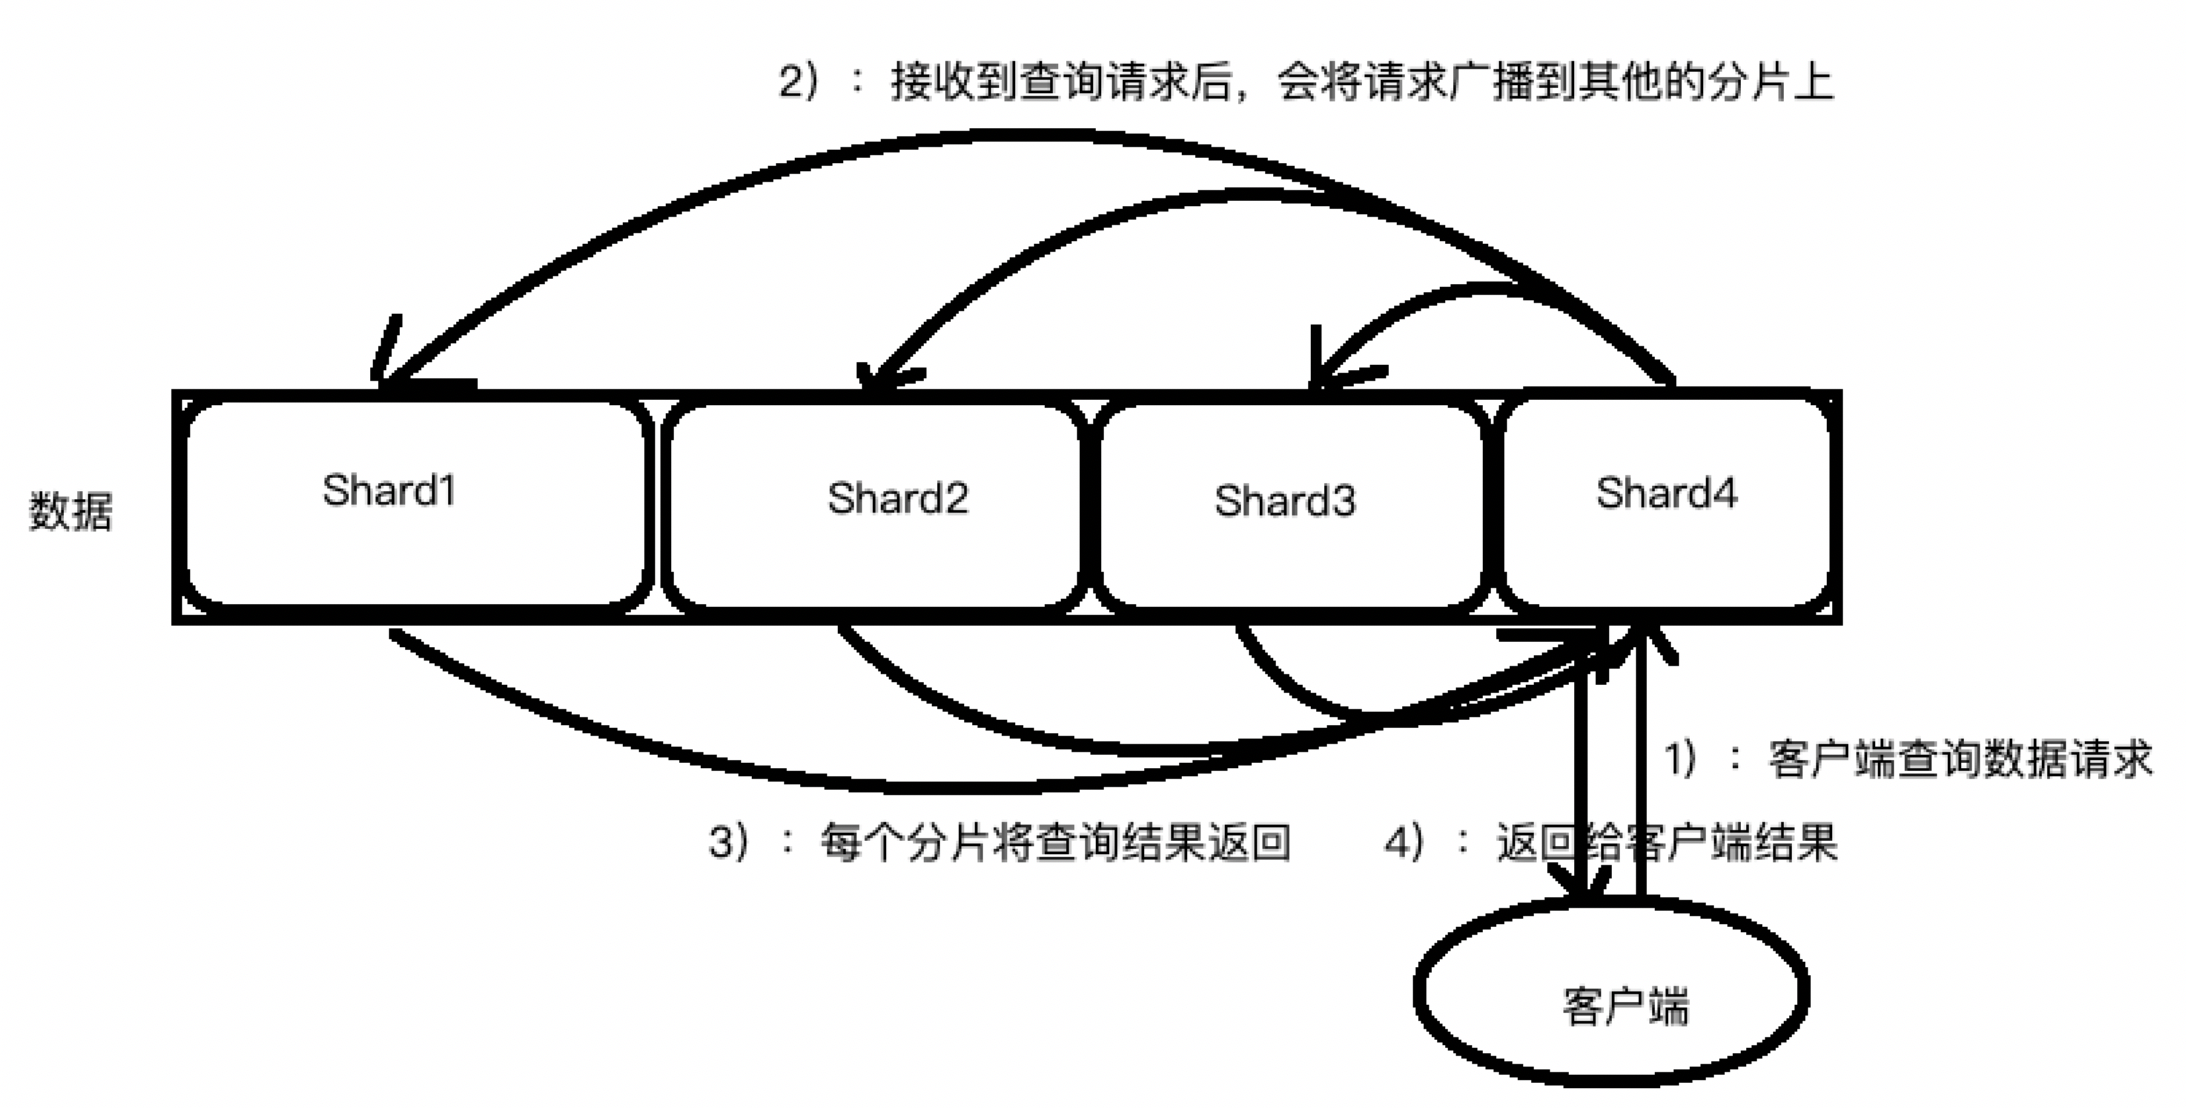 2）：接收到查询请求后，会将请求广播到其他的分片上
数据
Shard1
Shard2
Shard3
Shard4
1）：客户端查询数据请求
3）：每个分片将查询结果返回
4）：返回给客户端结果
客户端